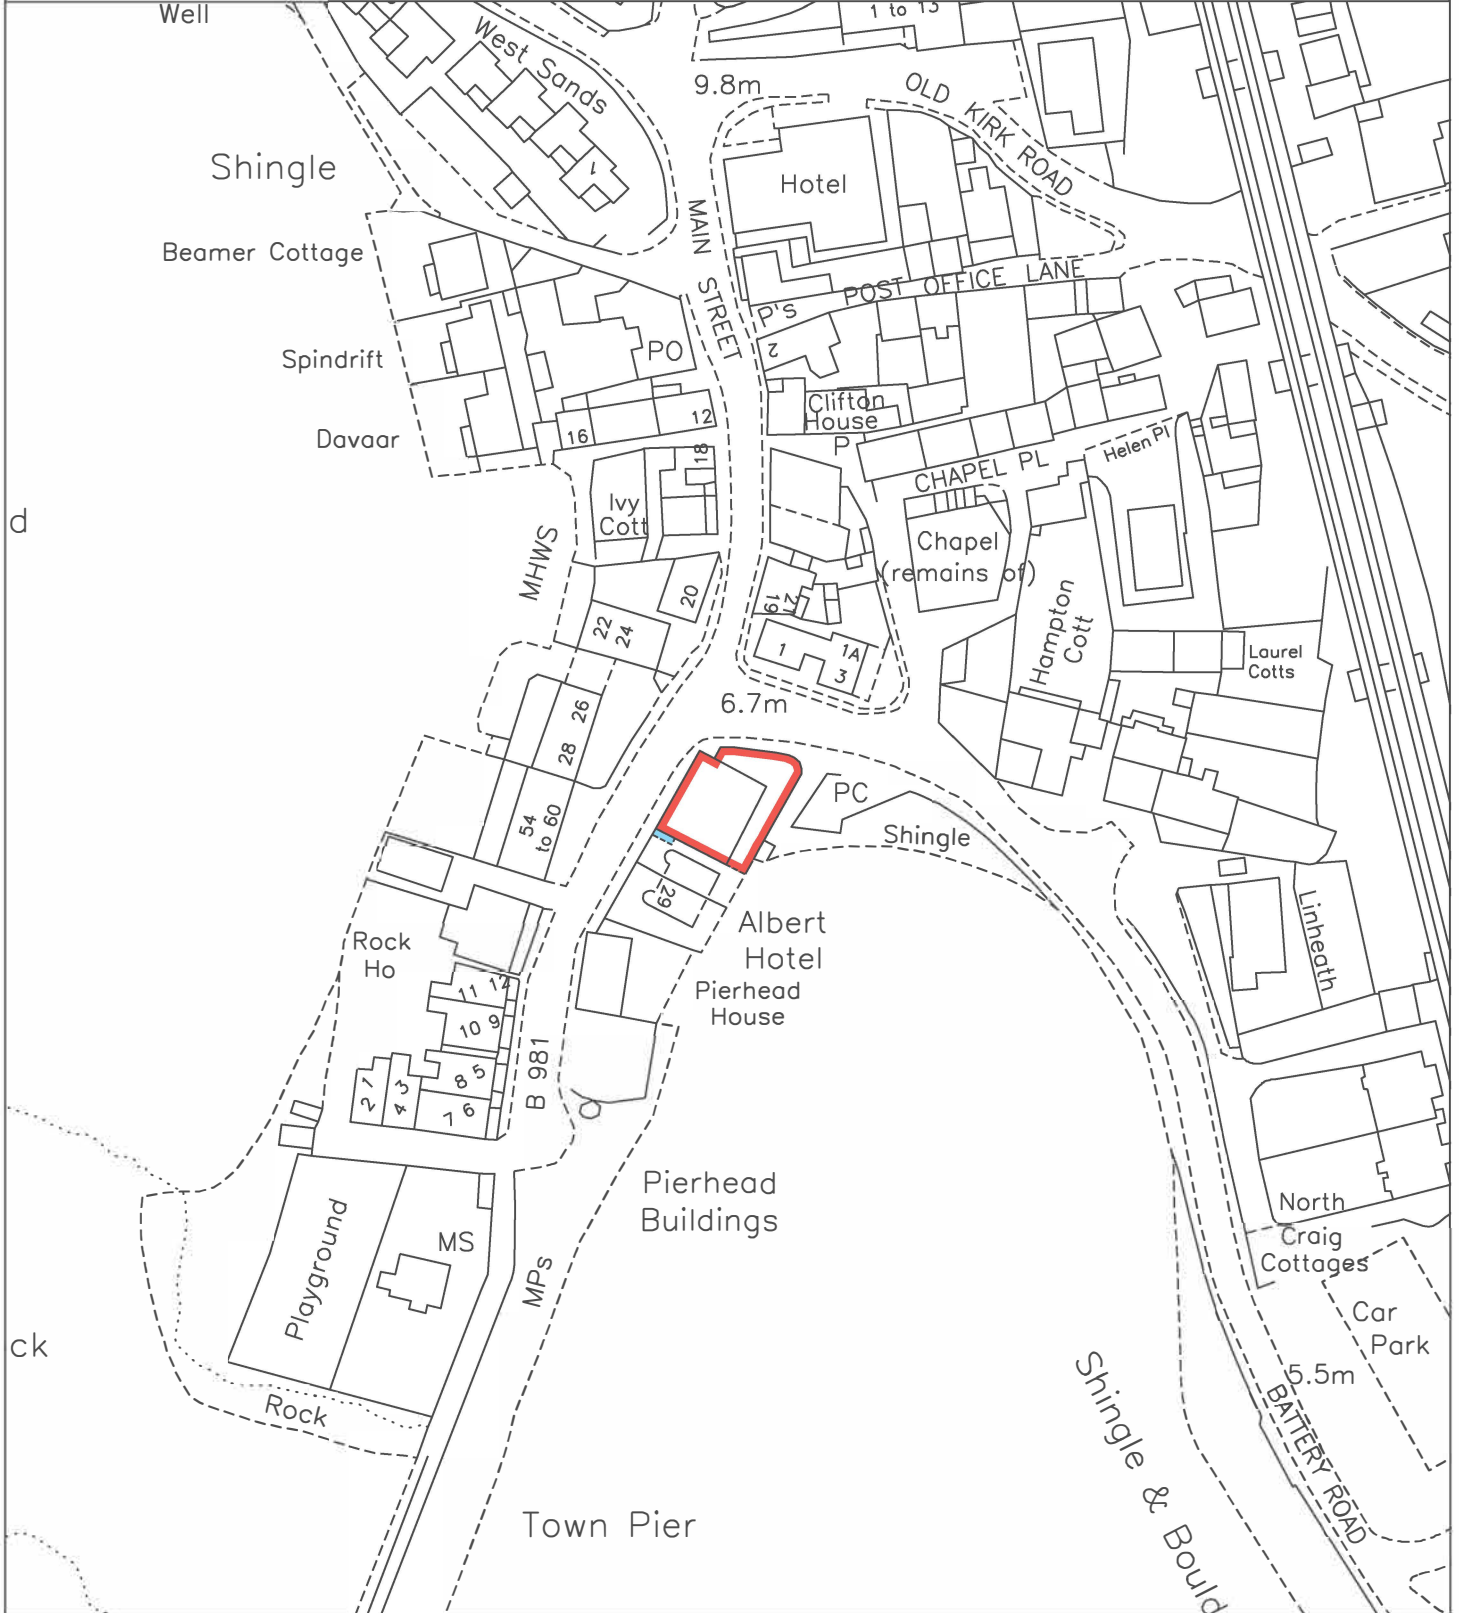 Well
1 to 13
West Sands
9.8m
OLD KIRK ROAD
Shingle
1
Hotel
MAIN STREET
Beamer Cottage
POST OFFICE LANE
P's
Spindrift
PO
2
Clifton
House
Davaar
16
12
P
18
CHAPEL PL
Helen Pl
Ivy
Cott
d
Chapel
(remains of)
MHWS
20
19
21
22
24
Hampton
Cott
1
1A
3
Laurel
Cotts
6.7m
26
28
PC
54
to 60
Shingle
29
Albert
Hotel
Rock
Ho
Linheath
Pierhead
House
11 12
10 9
B 981
8 5
7 6
2 1
4 3
Pierhead
Buildings
North
Craig
Cottages
Playground
MS
MPs
Car
Park
ck
5.5m
Rock
BATTERY ROAD
Shingle & Bould
Town Pier